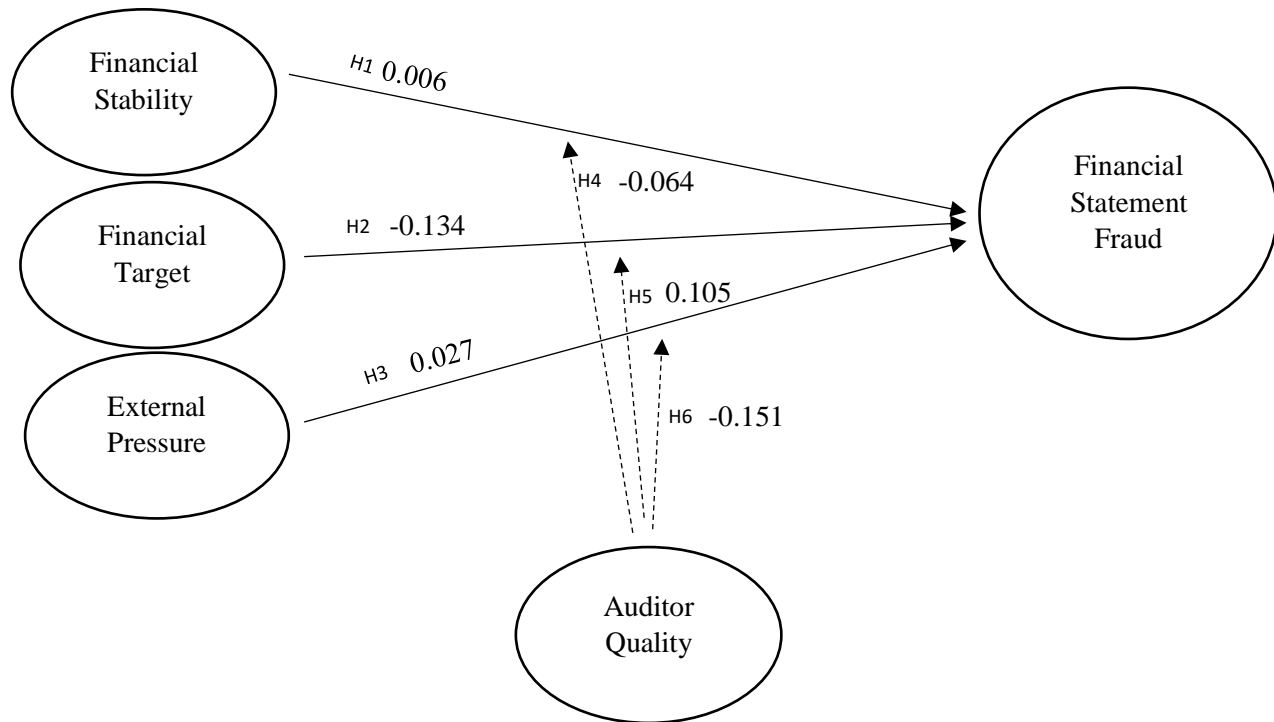 Financial
Stability
H1 0.006
Financial
Statement
Fraud
H4 -0.064
Financial
Target
H2 -0.134
H5 0.105
External
Pressure
H3 0.027
H6 -0.151
Auditor
Quality